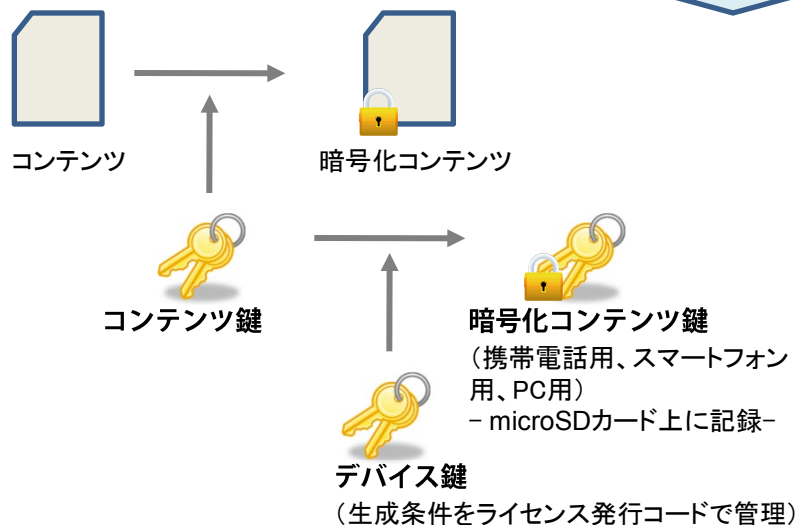 コンテンツ
暗号化コンテンツ
コンテンツ鍵
暗号化コンテンツ鍵
（携帯電話用、スマートフォン
用、PC用）
- microSDカード上に記録-
デバイス鍵
（生成条件をライセンス発行コードで管理）